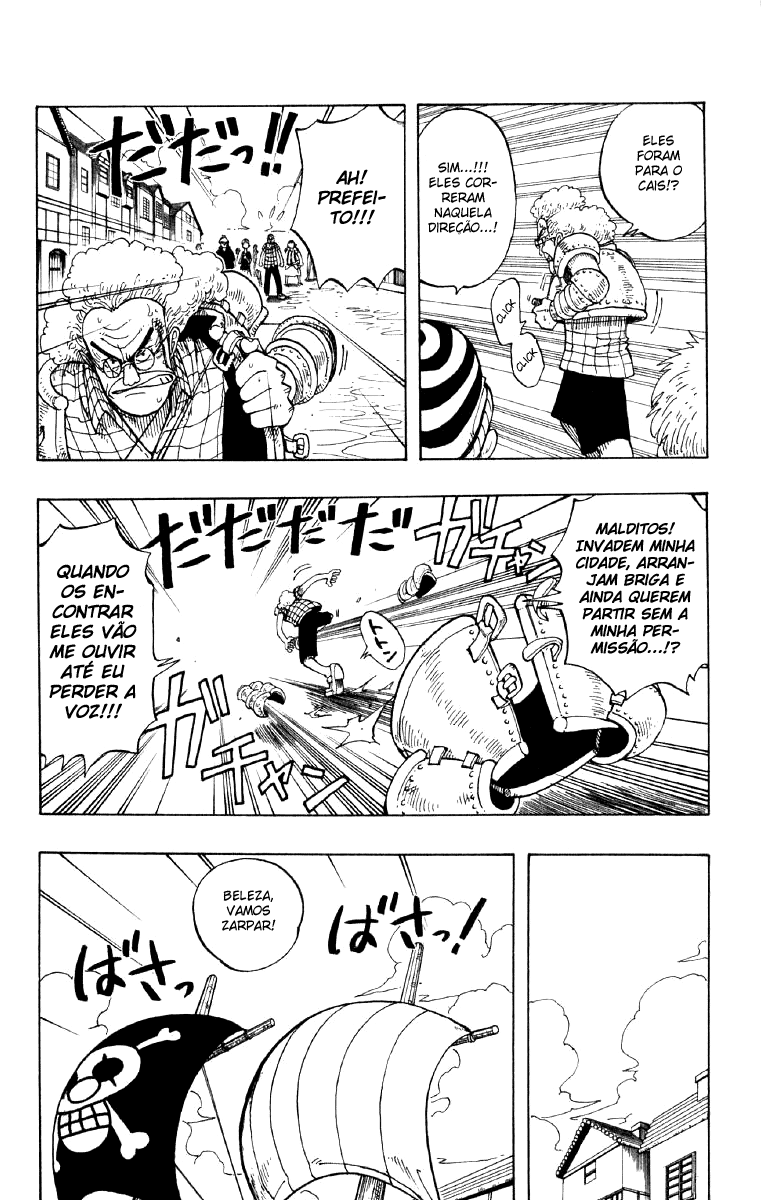 ELES
FORAM
PARA O
CAIS!?
SIM...!!!
ELES COR-
RERAM
NAQUELA
DIREÇÃO...!
CLICK
CLICK
AH!
PREFEI-
TO!!!
だだっ!!
MALDITOS!
INVADEM MINHA
CIDADE, ARRAN-
JAM BRIGA E
AINDA QUEREM
PARTIR SEM A
MINHA PER-
MISSÃO...!?
ガチャン
だだだだ
QUANDO
OS EN-
CONTRAR
ELES VÃO
ME OUVIR
ATÉ EU
PERDER A
VOZ!!!
ガチャン
BELEZA,
VAMOS
ZARPAR!
ばさっ!
ばさっ